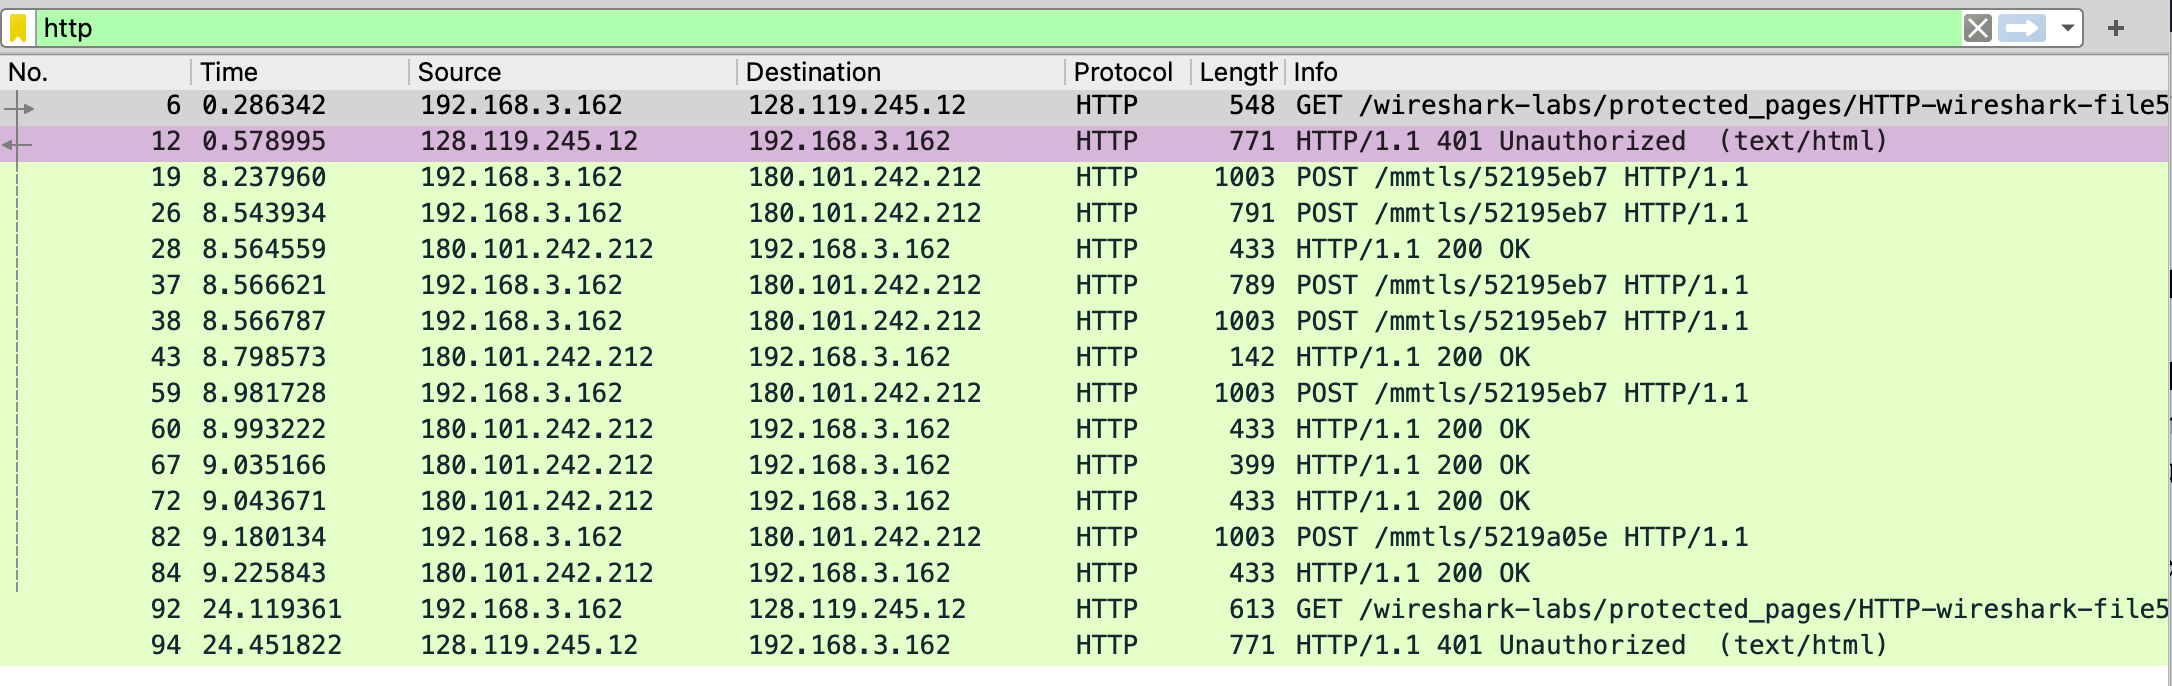 http
No. Time Source Destination Protocol Length Info
6 0.286342 192.168.3.162 128.119.245.12 HTTP 548 GET /wireshark-labs/protected_pages/HTTP-wireshark-file5
12 0.578995 128.119.245.12 192.168.3.162 HTTP 771 HTTP/1.1 401 Unauthorized (text/html)
19 8.237960 192.168.3.162 180.101.242.212 HTTP 1003 POST /mmtls/52195eb7 HTTP/1.1
26 8.543934 192.168.3.162 180.101.242.212 HTTP 791 POST /mmtls/52195eb7 HTTP/1.1
28 8.564559 180.101.242.212 192.168.3.162 HTTP 433 HTTP/1.1 200 OK
37 8.566621 192.168.3.162 180.101.242.212 HTTP 789 POST /mmtls/52195eb7 HTTP/1.1
38 8.566787 192.168.3.162 180.101.242.212 HTTP 1003 POST /mmtls/52195eb7 HTTP/1.1
43 8.798573 180.101.242.212 192.168.3.162 HTTP 142 HTTP/1.1 200 OK
59 8.981728 192.168.3.162 180.101.242.212 HTTP 1003 POST /mmtls/52195eb7 HTTP/1.1
60 8.993222 180.101.242.212 192.168.3.162 HTTP 433 HTTP/1.1 200 OK
67 9.035166 180.101.242.212 192.168.3.162 HTTP 399 HTTP/1.1 200 OK
72 9.043671 180.101.242.212 192.168.3.162 HTTP 433 HTTP/1.1 200 OK
82 9.180134 192.168.3.162 180.101.242.212 HTTP 1003 POST /mmtls/5219a05e HTTP/1.1
84 9.225843 180.101.242.212 192.168.3.162 HTTP 433 HTTP/1.1 200 OK
92 24.119361 192.168.3.162 128.119.245.12 HTTP 613 GET /wireshark-labs/protected_pages/HTTP-wireshark-file5
94 24.451822 128.119.245.12 192.168.3.162 HTTP 771 HTTP/1.1 401 Unauthorized (text/html)